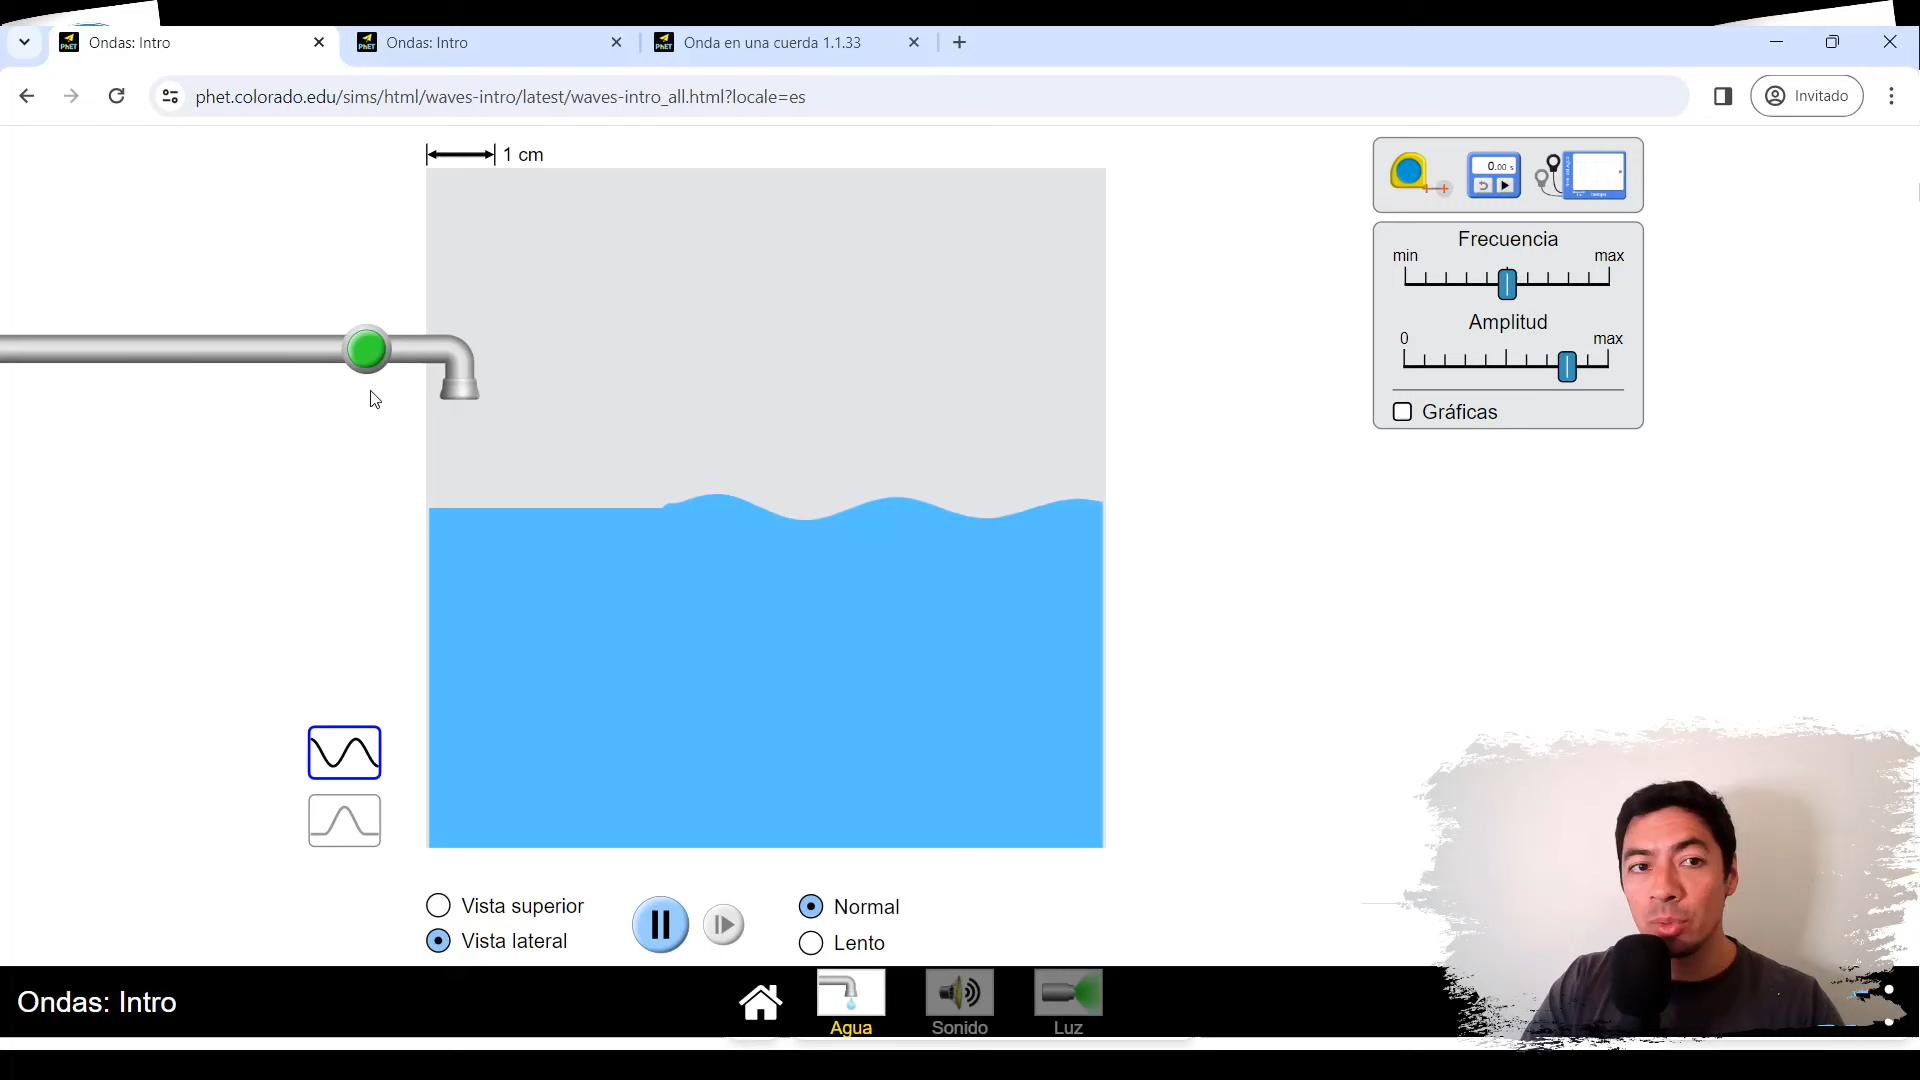 Ondas: Intro
Ondas: Intro
Onda en una cuerda 1.1.33
phet.colorado.edu/sims/html/waves-intro/latest/waves-intro_all.html?locale=es
Invitado
1 cm
0.00 s
Frecuencia
min max
Amplitud
0 max
Gráficas
Vista superior
Vista lateral
Normal
Lento
Ondas: Intro
Agua
Sonido
Luz